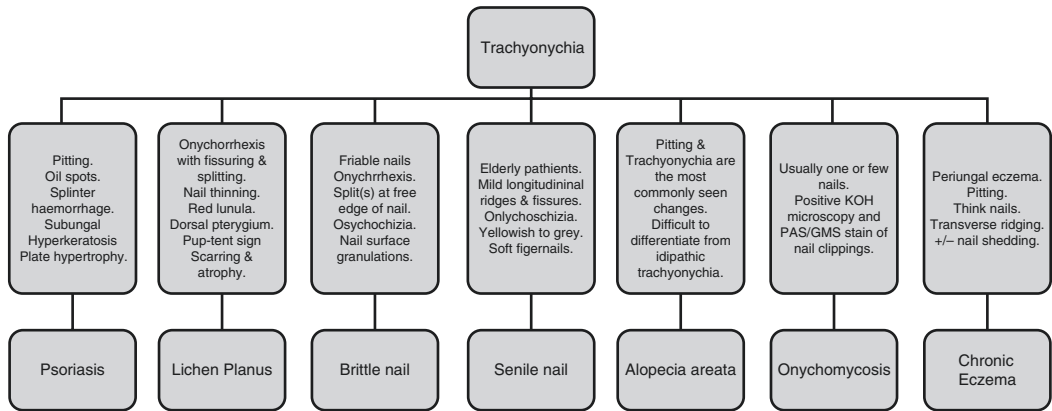 Trachyonychia
Pitting.
Oil spots.
Splinter
haemorrhage.
Subungal
Hyperkeratosis
Plate hypertrophy.
Onychorrhexis
with fissuring &
splitting.
Nail thinning.
Red lunula.
Dorsal pterygium.
Pup-tent sign
Scarring &
atrophy.
Friable nails
Onychrrhexis.
Split(s) at free
edge of nail.
Osychochizia.
Nail surface
granulations.
Elderly pathients.
Mild longitudininal
ridges & fissures.
Onlychoschizia.
Yellowish to grey.
Soft figernails.
Pitting &
Trachyonychia are
the most
commonly seen
changes.
Difficult to
differentiate from
idipathic
trachyonychia.
Usually one or few
nails.
Positive KOH
microscopy and
PAS/GMS stain of
nail clippings.
Periungal eczema.
Pitting.
Think nails.
Transverse ridging.
+/– nail shedding.
Psoriasis
Lichen Planus
Brittle nail
Senile nail
Alopecia areata
Onychomycosis
Chronic
Eczema